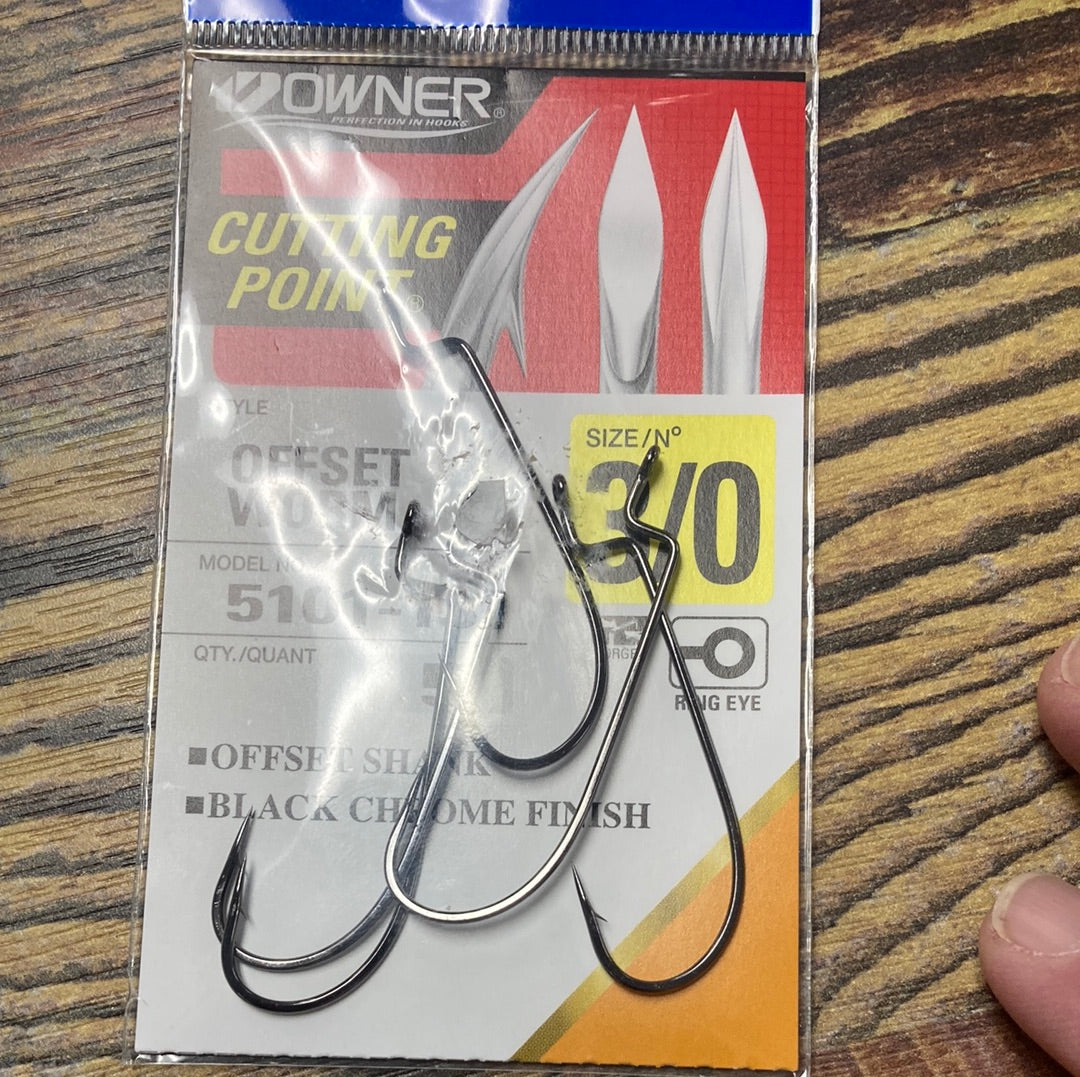 OWNER®
PERFECTION IN HOOKS
CUTTING
POINT®
OFFSET
WORM
SIZE/Nº
3/0
MODEL NO
QTY./QUANT
RING EYE
■OFFSET SHANK
■BLACK CHROME FINISH